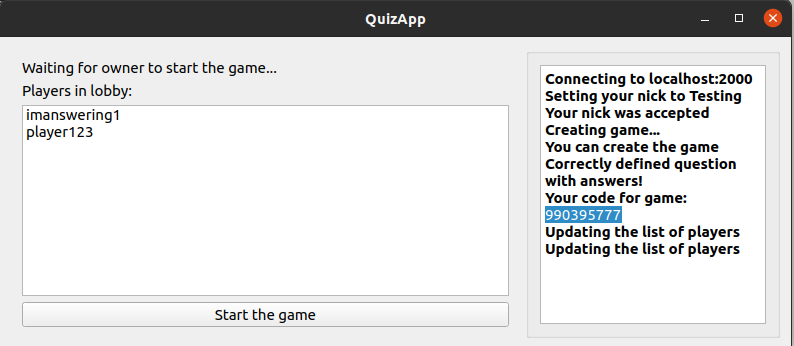 QuizApp
Waiting for owner to start the game...
Players in lobby:
imanswering1
player123
Start the game
Connecting to localhost:2000
Setting your nick to Testing
Your nick was accepted
Creating game...
You can create the game
Correctly defined question
with answers!
Your code for game:
990395777
Updating the list of players
Updating the list of players